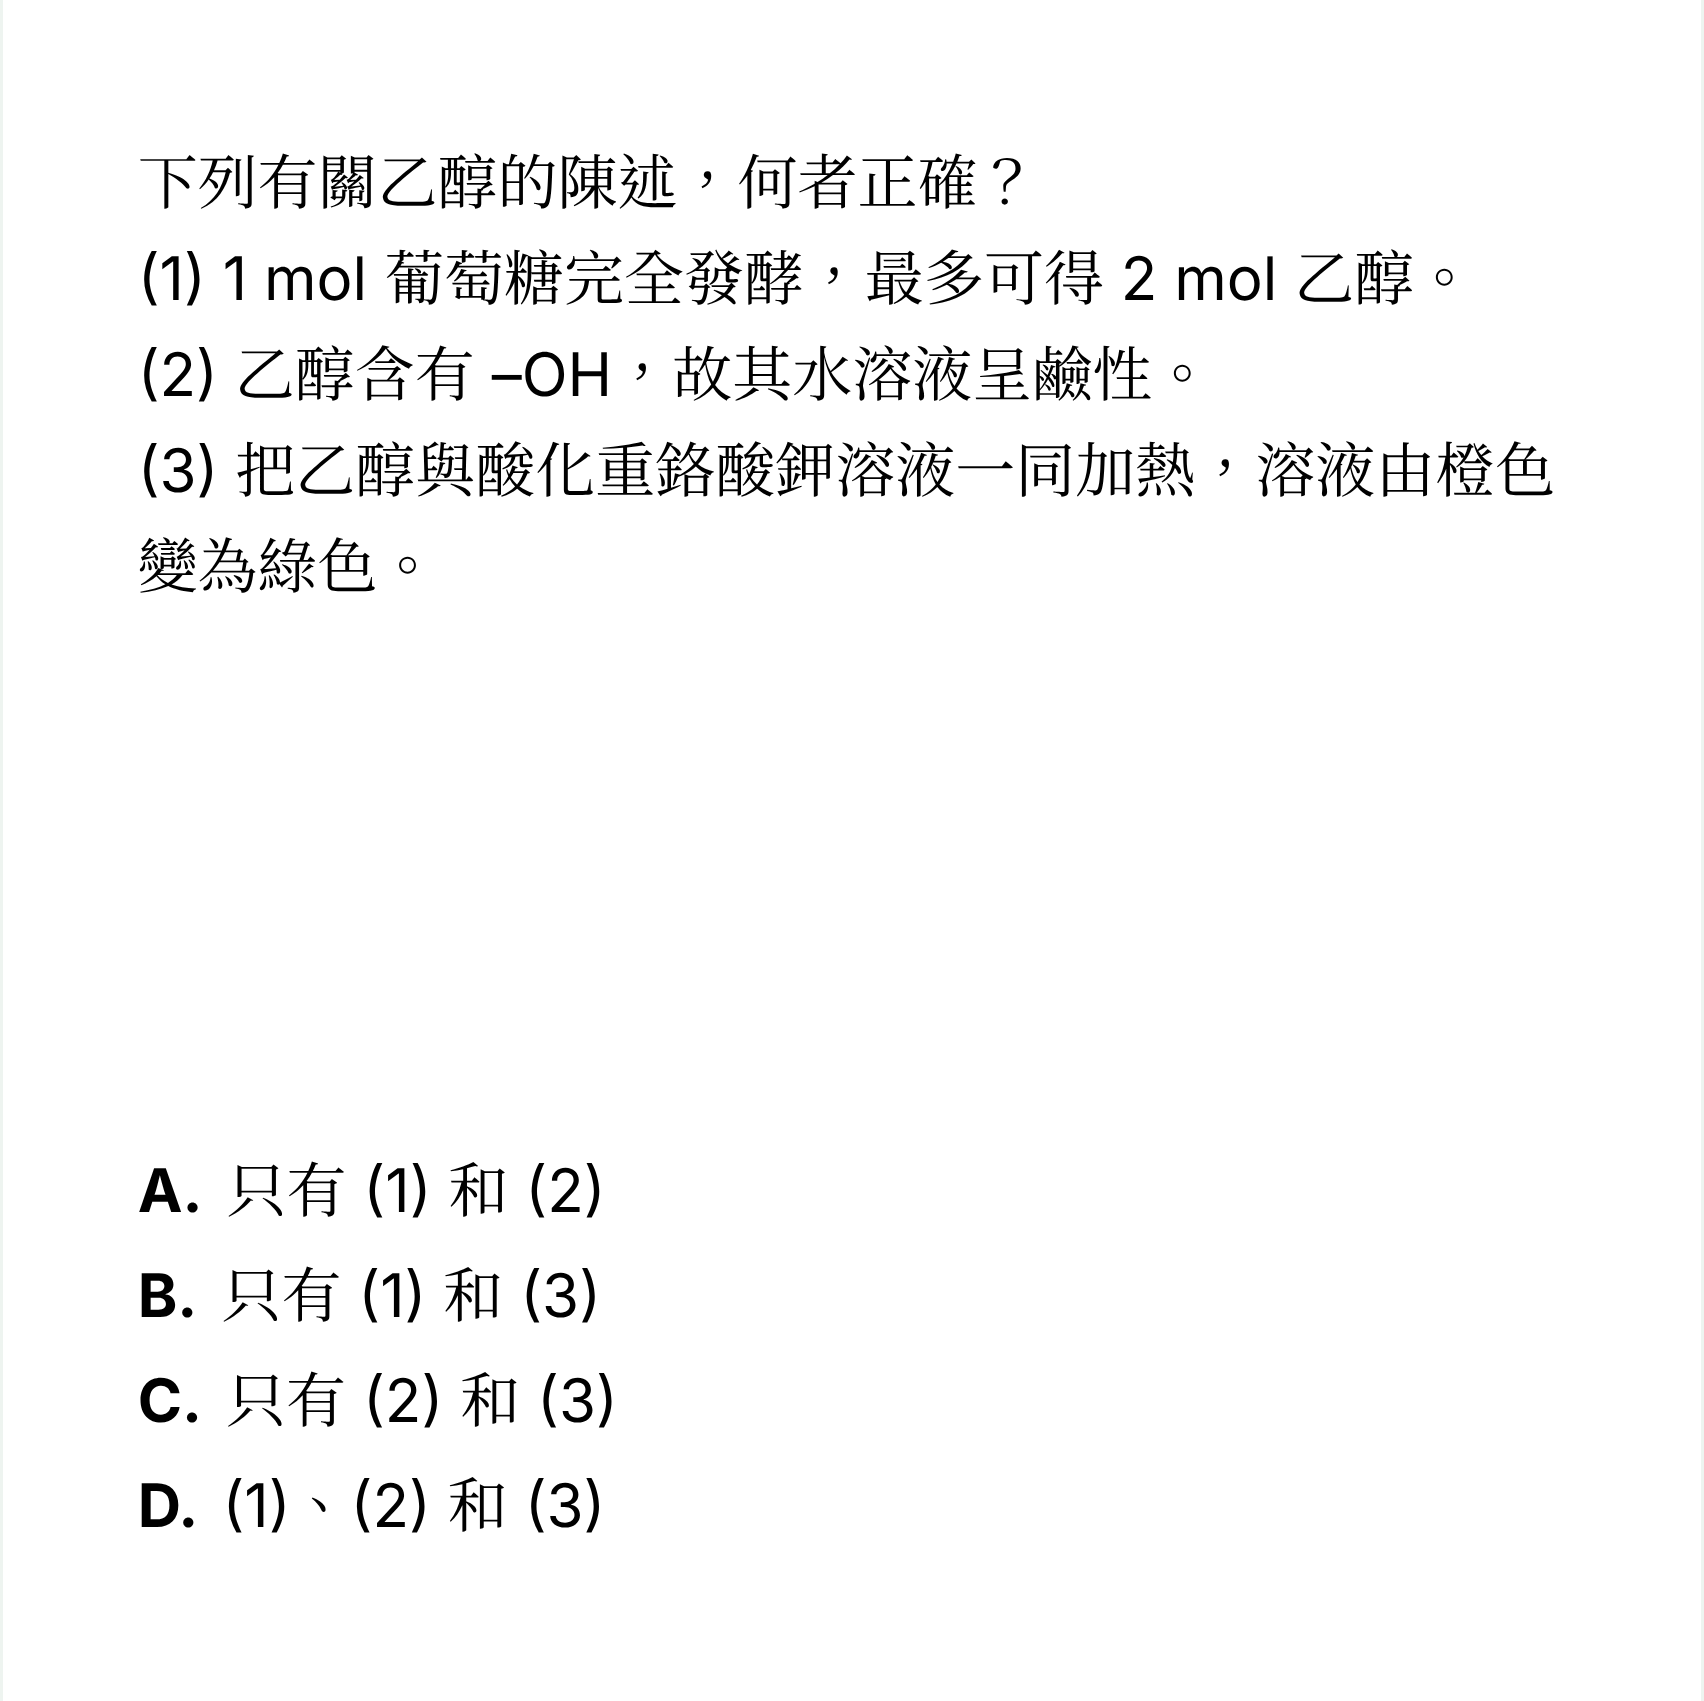 下列有關乙醇的陳述，何者正確？
(1) 1 mol 葡萄糖完全發酵，最多可得 2 mol 乙醇。
(2) 乙醇含有 –OH，故其水溶液呈鹼性。
(3) 把乙醇與酸化重鉻酸鉀溶液一同加熱，溶液由橙色
變為綠色。
A. 只有 (1) 和 (2)
B. 只有 (1) 和 (3)
C. 只有 (2) 和 (3)
D. (1)、(2) 和 (3)